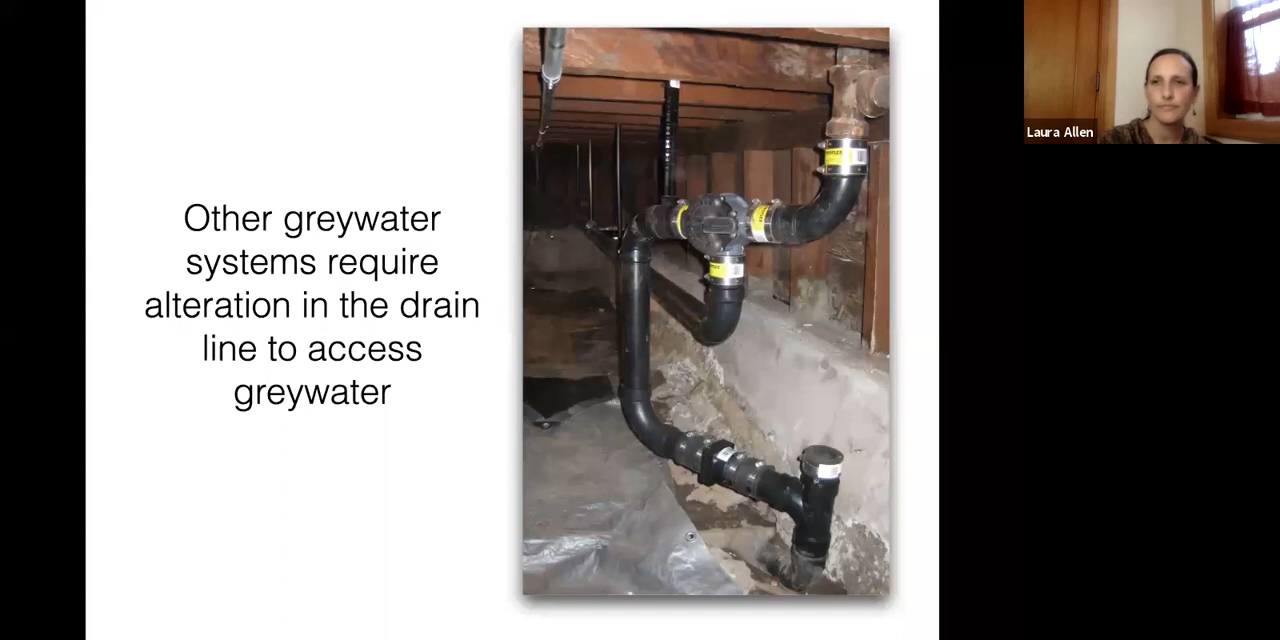 Other greywater
systems require
alteration in the drain
line to access
greywater
Laura Allen